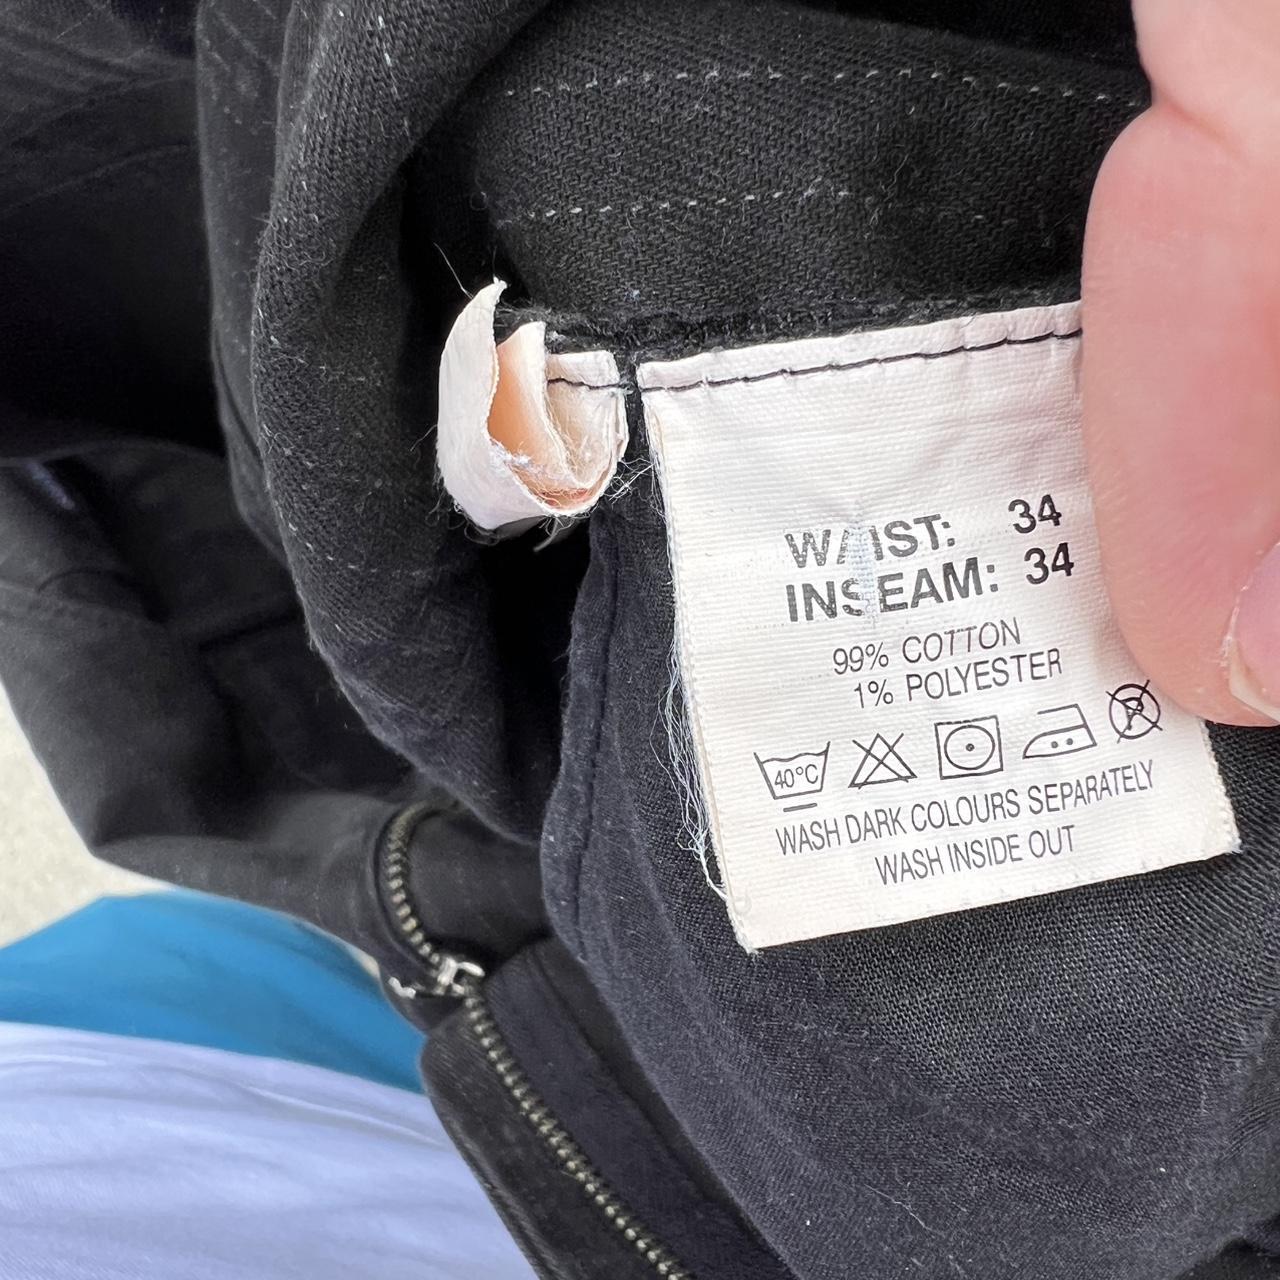 WAIST: 34
INSEAM: 34
99% COTTON
1% POLYESTER
40°C P
WASH DARK COLOURS SEPARATELY
WASH INSIDE OUT